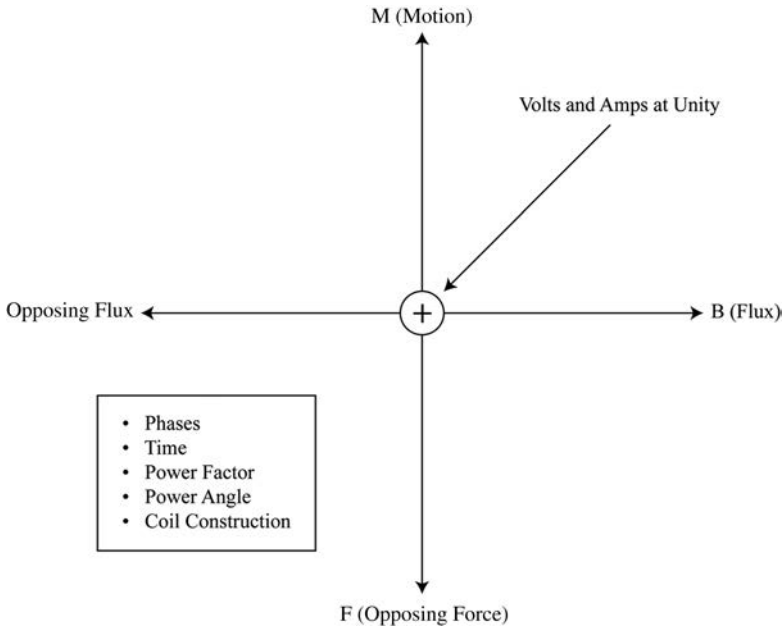 M (Motion)
Volts and Amps at Unity
Opposing Flux
+
B (Flux)
• Phases
• Time
• Power Factor
• Power Angle
• Coil Construction
F (Opposing Force)